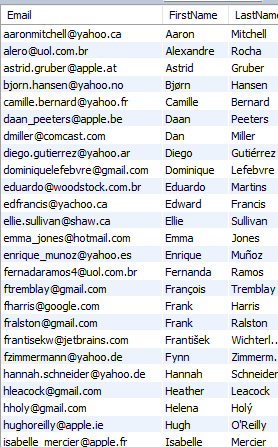 Email FirstName LastNam
aaronmitchell@yahoo.ca Aaron Mitchell
alero@uol.com.br Alexandre Rocha
astrid.gruber@apple.at Astrid Gruber
bjorn.hansen@yahoo.no Bjørn Hansen
camille.bernard@yahoo.fr Camille Bernard
daan_peeters@apple.be Daan Peeters
dmiller@comcast.com Dan Miller
diego.gutierrez@yahoo.ar Diego Gutiérrez
dominiquelefebvre@gmail.com Dominique Lefebvre
eduardo@woodstock.com.br Eduardo Martins
edfrancis@yachoo.ca Edward Francis
ellie.sullivan@shaw.ca Ellie Sullivan
emma_jones@hotmail.com Emma Jones
enrique_munoz@yahoo.es Enrique Muñoz
fernadaramos4@uol.com.br Fernanda Ramos
ftremblay@gmail.com François Tremblay
fharris@google.com Frank Harris
fralston@gmail.com Frank Ralston
frantisekw@jetbrains.com František Wichterl..
fzimmermann@yahoo.de Fynn Zimmerm.
hannah.schneider@yahoo.de Hannah Schneider
hleacock@gmail.com Heather Leacock
hholy@gmail.com Helena Holý
hughoreilly@apple.ie Hugh O'Reilly
isabelle_mercier@apple.fr Isabelle Mercier